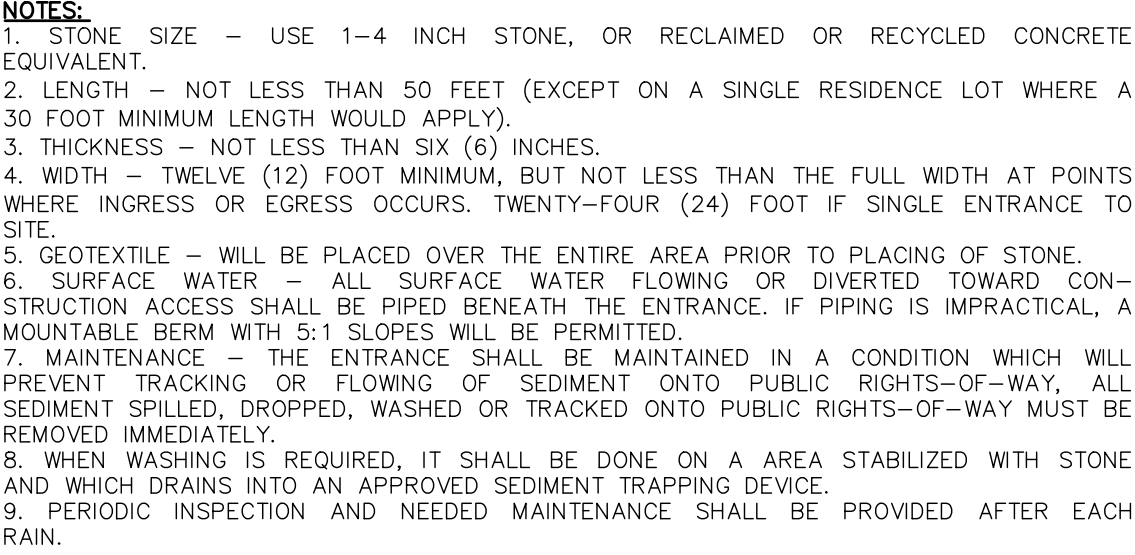 NOTES:
1. STONE SIZE – USE 1–4 INCH STONE, OR RECLAIMED OR RECYCLED CONCRETE
EQUIVALENT.
2. LENGTH – NOT LESS THAN 50 FEET (EXCEPT ON A SINGLE RESIDENCE LOT WHERE A
30 FOOT MINIMUM LENGTH WOULD APPLY).
3. THICKNESS – NOT LESS THAN SIX (6) INCHES.
4. WIDTH – TWELVE (12) FOOT MINIMUM, BUT NOT LESS THAN THE FULL WIDTH AT POINTS
WHERE INGRESS OR EGRESS OCCURS. TWENTY–FOUR (24) FOOT IF SINGLE ENTRANCE TO
SITE.
5. GEOTEXTILE – WILL BE PLACED OVER THE ENTIRE AREA PRIOR TO PLACING OF STONE.
6. SURFACE WATER – ALL SURFACE WATER FLOWING OR DIVERTED TOWARD CON–
STRUCTION ACCESS SHALL BE PIPED BENEATH THE ENTRANCE. IF PIPING IS IMPRACTICAL, A
MOUNTABLE BERM WITH 5:1 SLOPES WILL BE PERMITTED.
7. MAINTENANCE – THE ENTRANCE SHALL BE MAINTAINED IN A CONDITION WHICH WILL
PREVENT TRACKING OR FLOWING OF SEDIMENT ONTO PUBLIC RIGHTS–OF–WAY, ALL
SEDIMENT SPILLED, DROPPED, WASHED OR TRACKED ONTO PUBLIC RIGHTS–OF–WAY MUST BE
REMOVED IMMEDIATELY.
8. WHEN WASHING IS REQUIRED, IT SHALL BE DONE ON A AREA STABILIZED WITH STONE
AND WHICH DRAINS INTO AN APPROVED SEDIMENT TRAPPING DEVICE.
9. PERIODIC INSPECTION AND NEEDED MAINTENANCE SHALL BE PROVIDED AFTER EACH
RAIN.